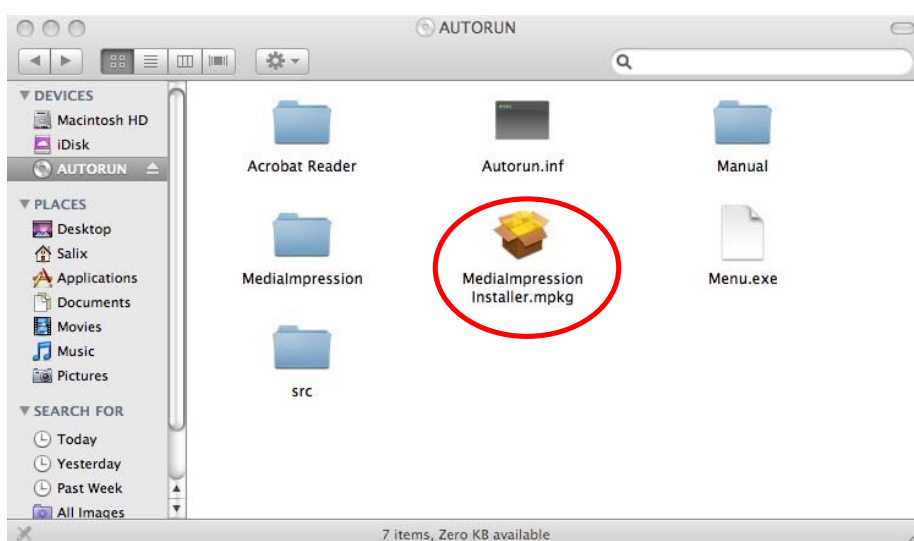 AUTORUN
DEVICES
Macintosh HD
iDisk
AUTORUN
PLACES
Desktop
Salix
Applications
Documents
Movies
Music
Pictures
SEARCH FOR
Today
Yesterday
Past Week
All Images
Acrobat Reader
Autorun.inf
Manual
MediaImpression
MediaImpression
Installer.mpkg
Menu.exe
src
7 items, Zero KB available